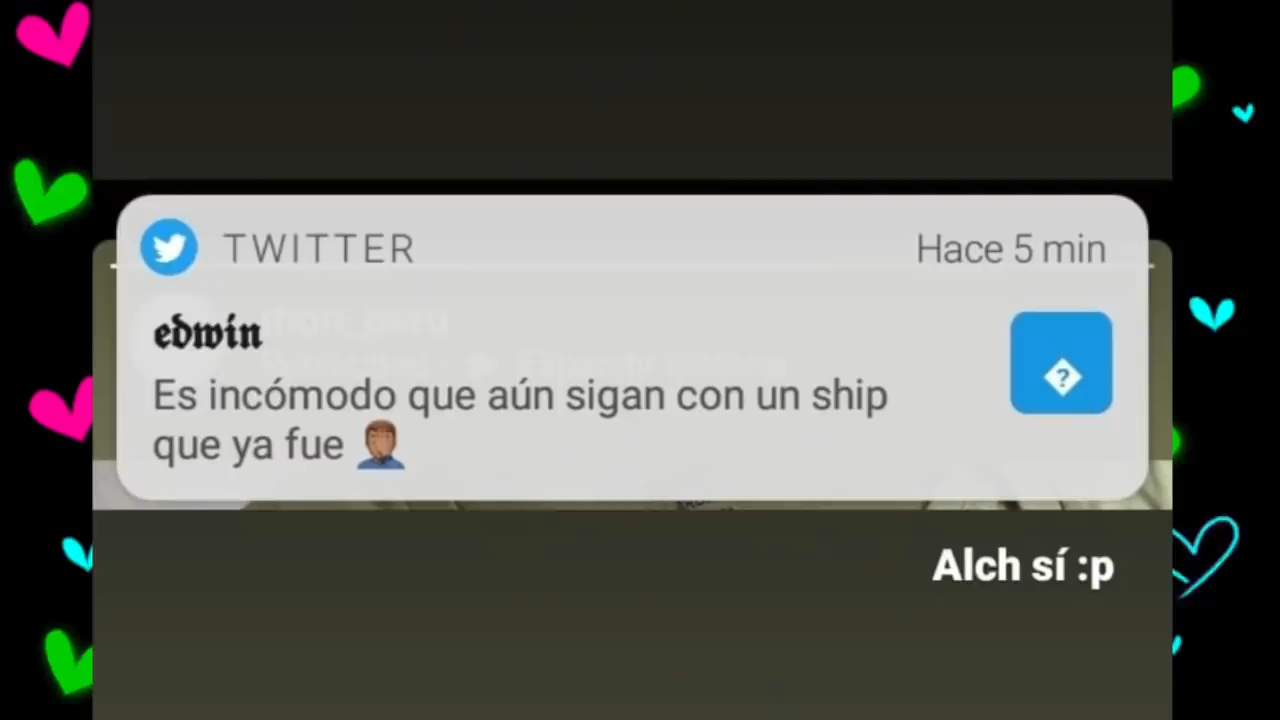 TWITTER
Hace 5 min
edwin
Es incómodo que aún sigan con un ship
que ya fue 🤦🏾‍♂️
Alch sí :p